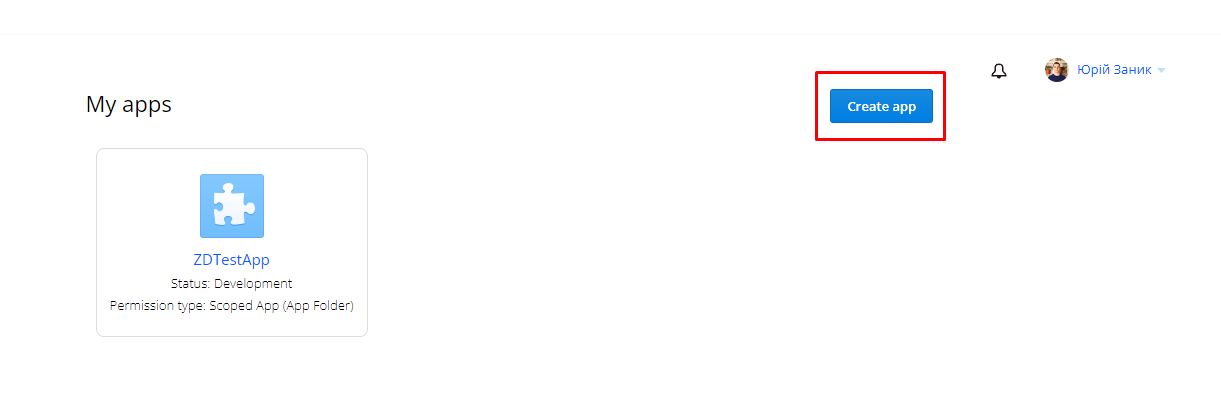 Юрій Заник
My apps
Create app
ZDTestApp
Status: Development
Permission type: Scoped App (App Folder)